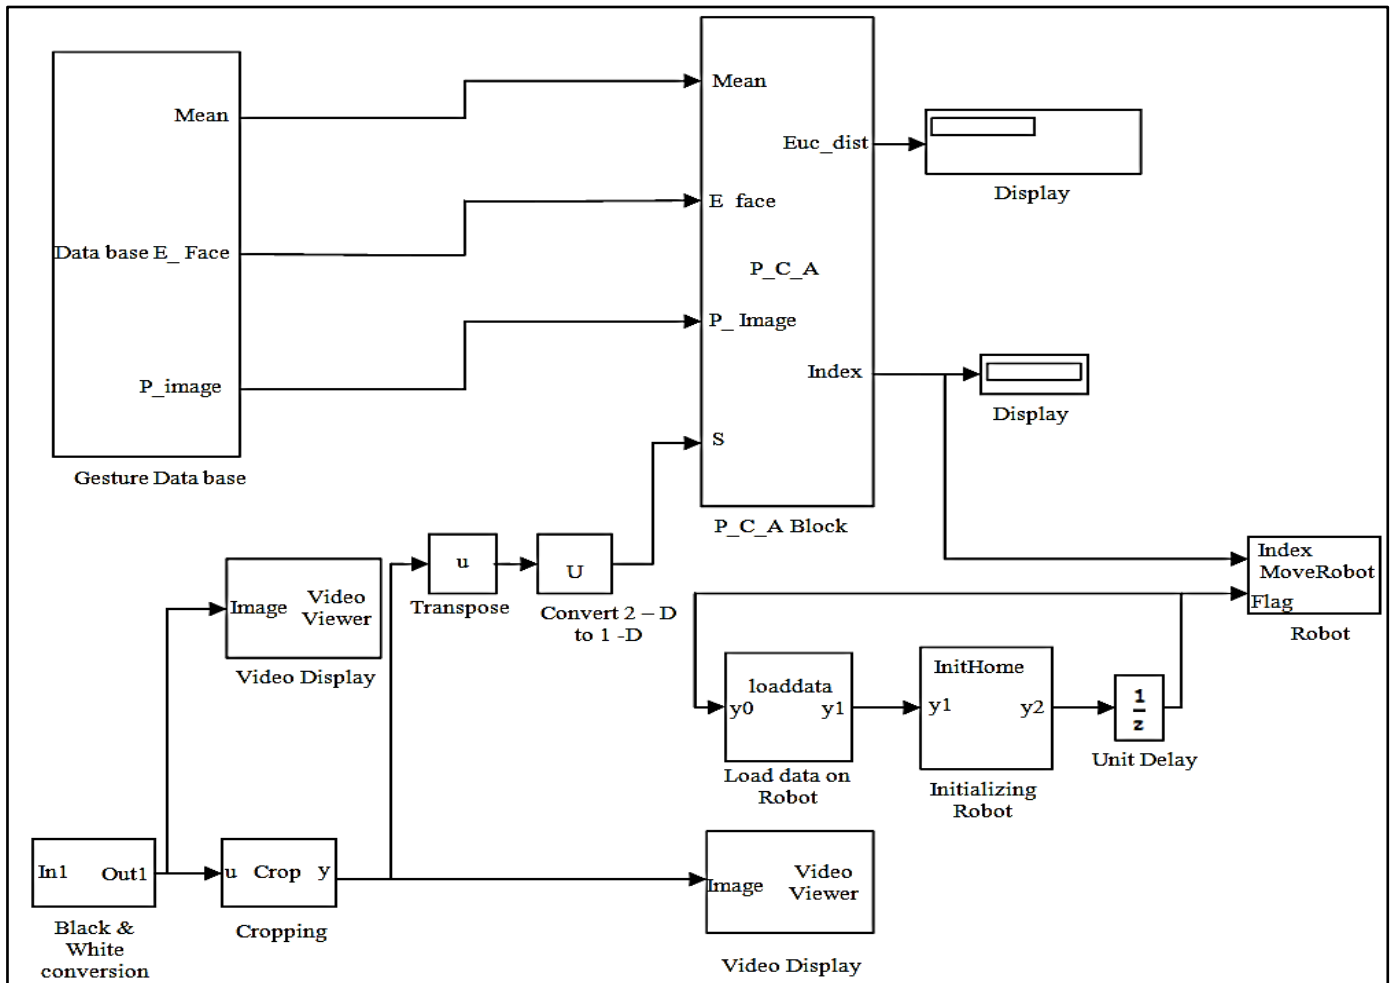 Mean
Data base E_ Face
P_image
Gesture Data base
Mean
E face
P_ Image
S
P_C_A
Euc_dist
Index
P_C_A Block
Display
Display
Index
MoveRobot
Flag
Robot
u
Transpose
U
Convert 2 – D
to 1 -D
Image
Video
Viewer
Video Display
loaddata
y0
y1
Load data on
Robot
InitHome
y1
y2
Initializing
Robot
1
z
Unit Delay
In1
Out1
Black &
White
conversion
u
Crop
y
Cropping
Image
Video
Viewer
Video Display